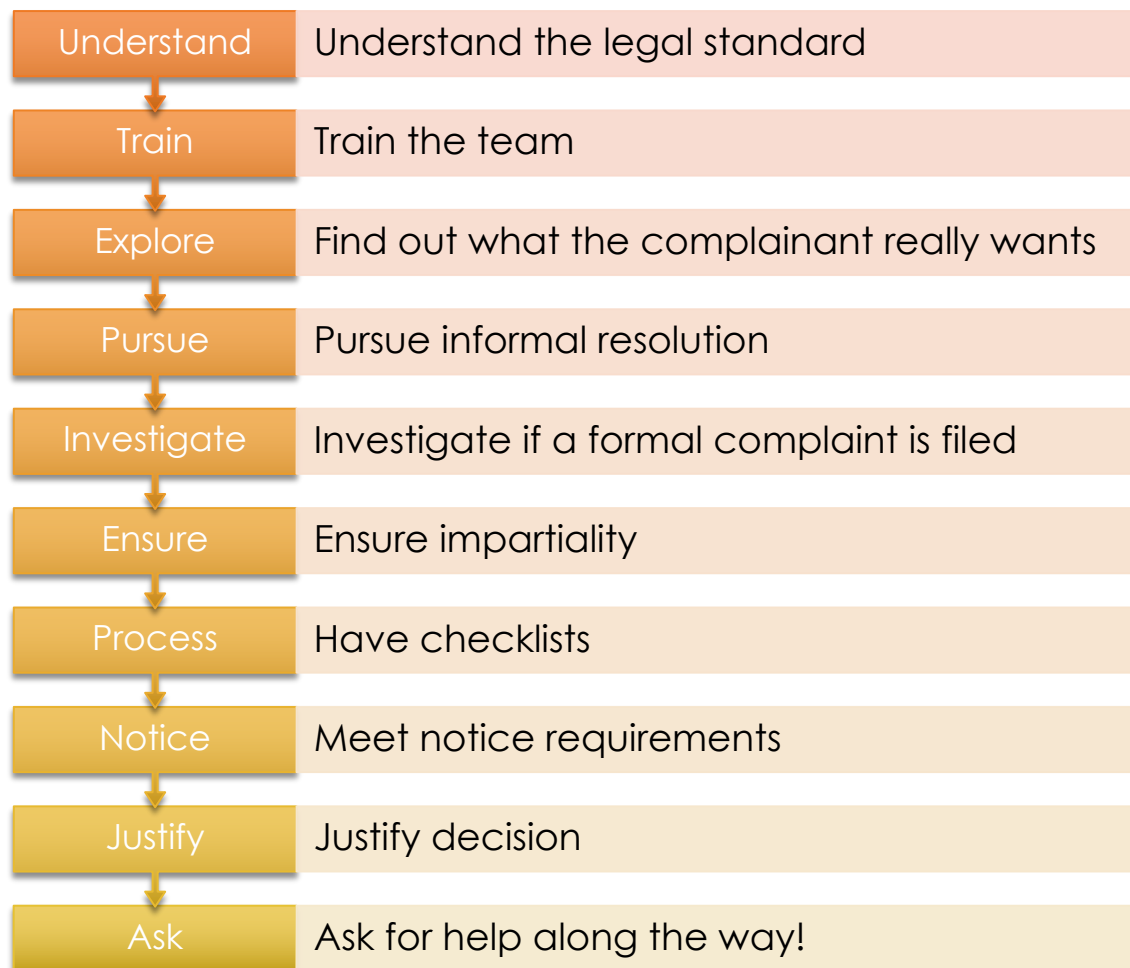 Understand Understand the legal standard
Train Train the team
Explore Find out what the complainant really wants
Pursue Pursue informal resolution
Investigate Investigate if a formal complaint is filed
Ensure Ensure impartiality
Process Have checklists
Notice Meet notice requirements
Justify Justify decision
Ask Ask for help along the way!